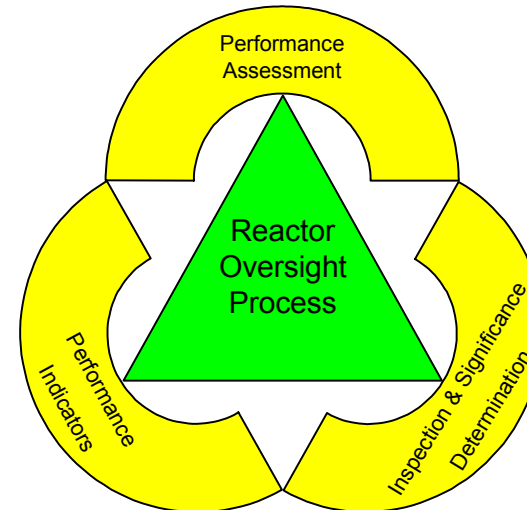 Performance
Assessment
Reactor
Oversight
Process
Performance
Indicators
Inspection & Significance
Determination